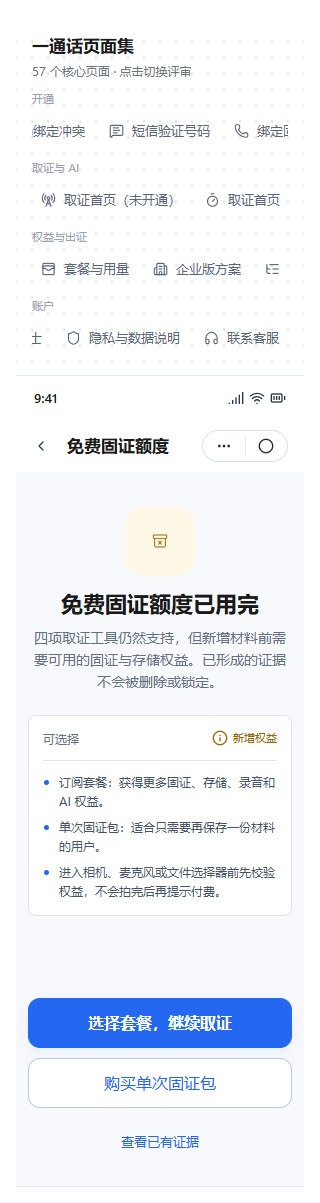 一通话页面集
57 个核心页面 · 点击切换评审
开通
绑定冲突 短信验证号码 绑定
取证与 AI
取证首页（未开通） 取证首页
权益与出证
套餐与用量 企业版方案
账户
士 隐私与数据说明 联系客服
9:41
免费固证额度
免费固证额度已用完
四项取证工具仍然支持，但新增材料前需
要可用的固证与存储权益。已形成的证据
不会被删除或锁定。
可选择 新增权益
订阅套餐：获得更多固证、存储、录音和
AI 权益。
单次固证包：适合只需要再保存一份材料
的用户。
进入相机、麦克风或文件选择器前先校验
权益，不会拍完后再提示付费。
选择套餐，继续取证
购买单次固证包
查看已有证据